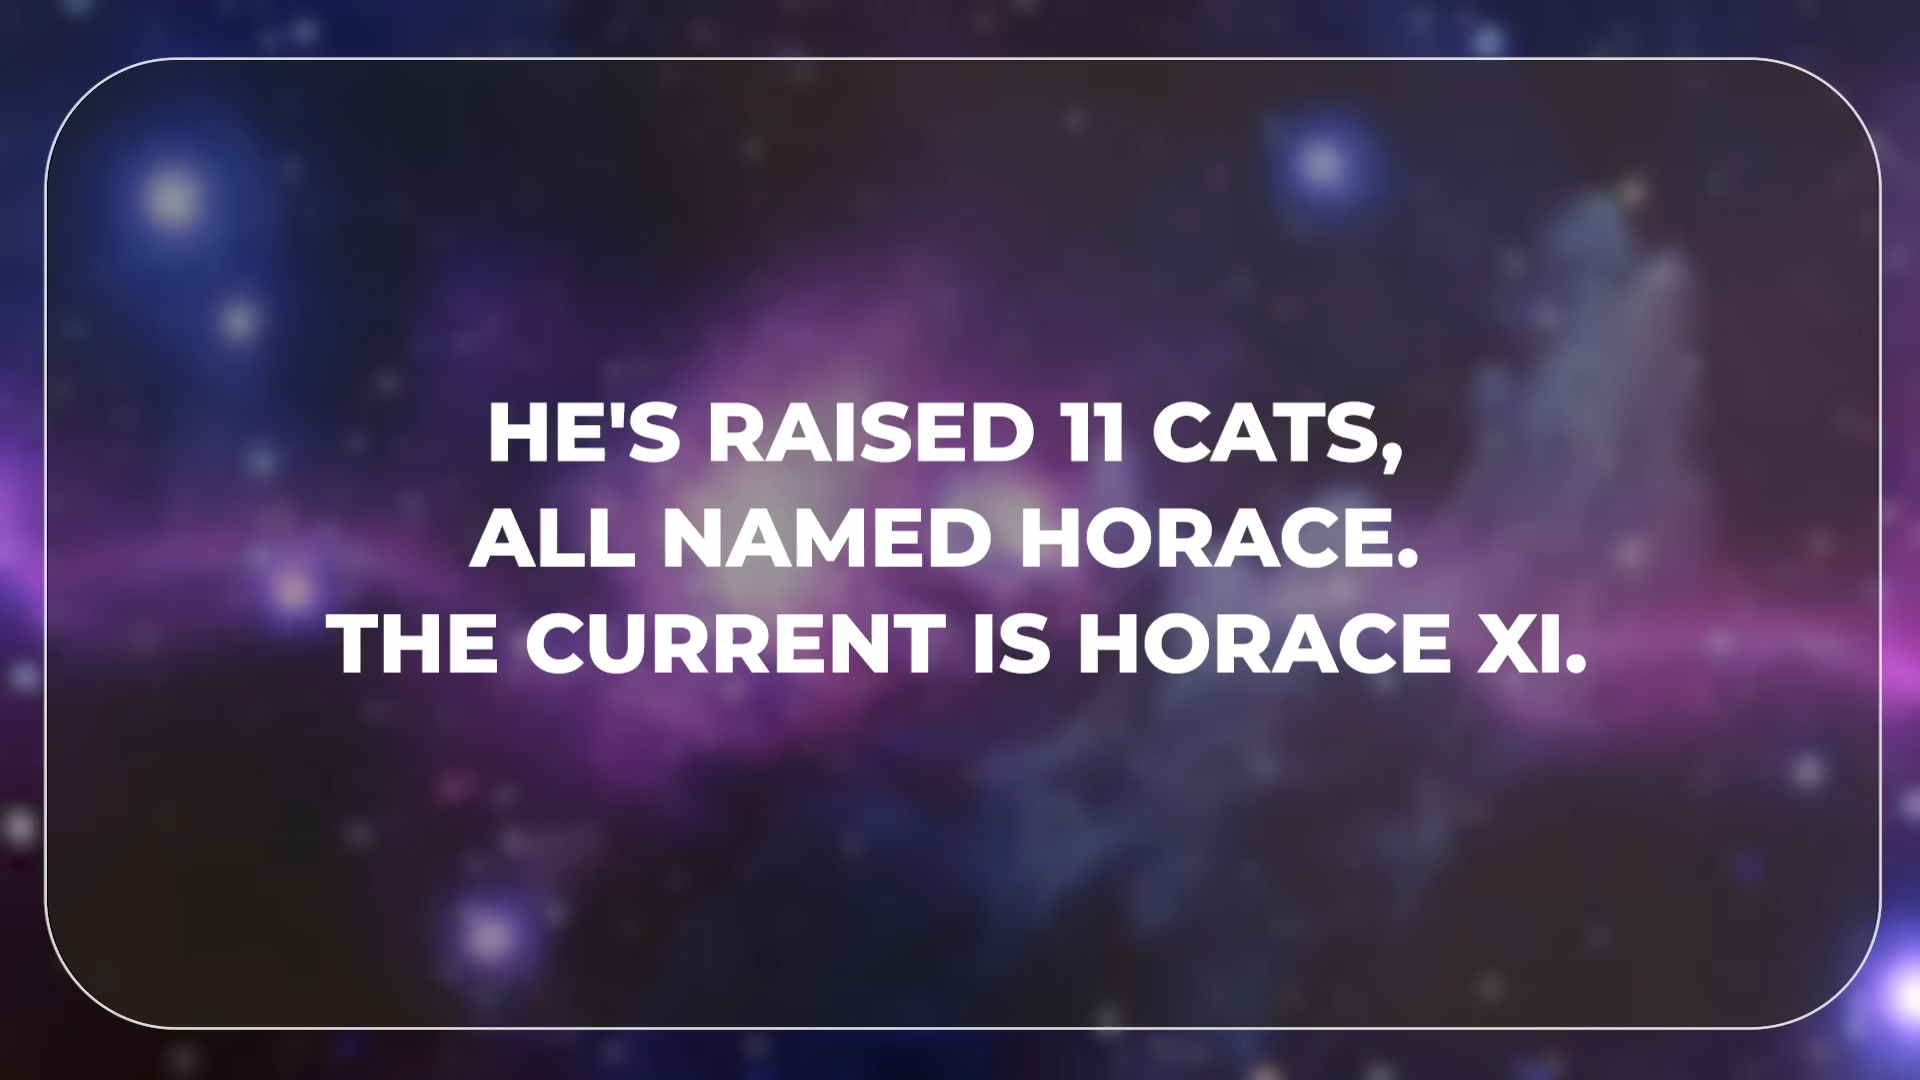 HE'S RAISED 11 CATS,
ALL NAMED HORACE.
THE CURRENT IS HORACE XI.